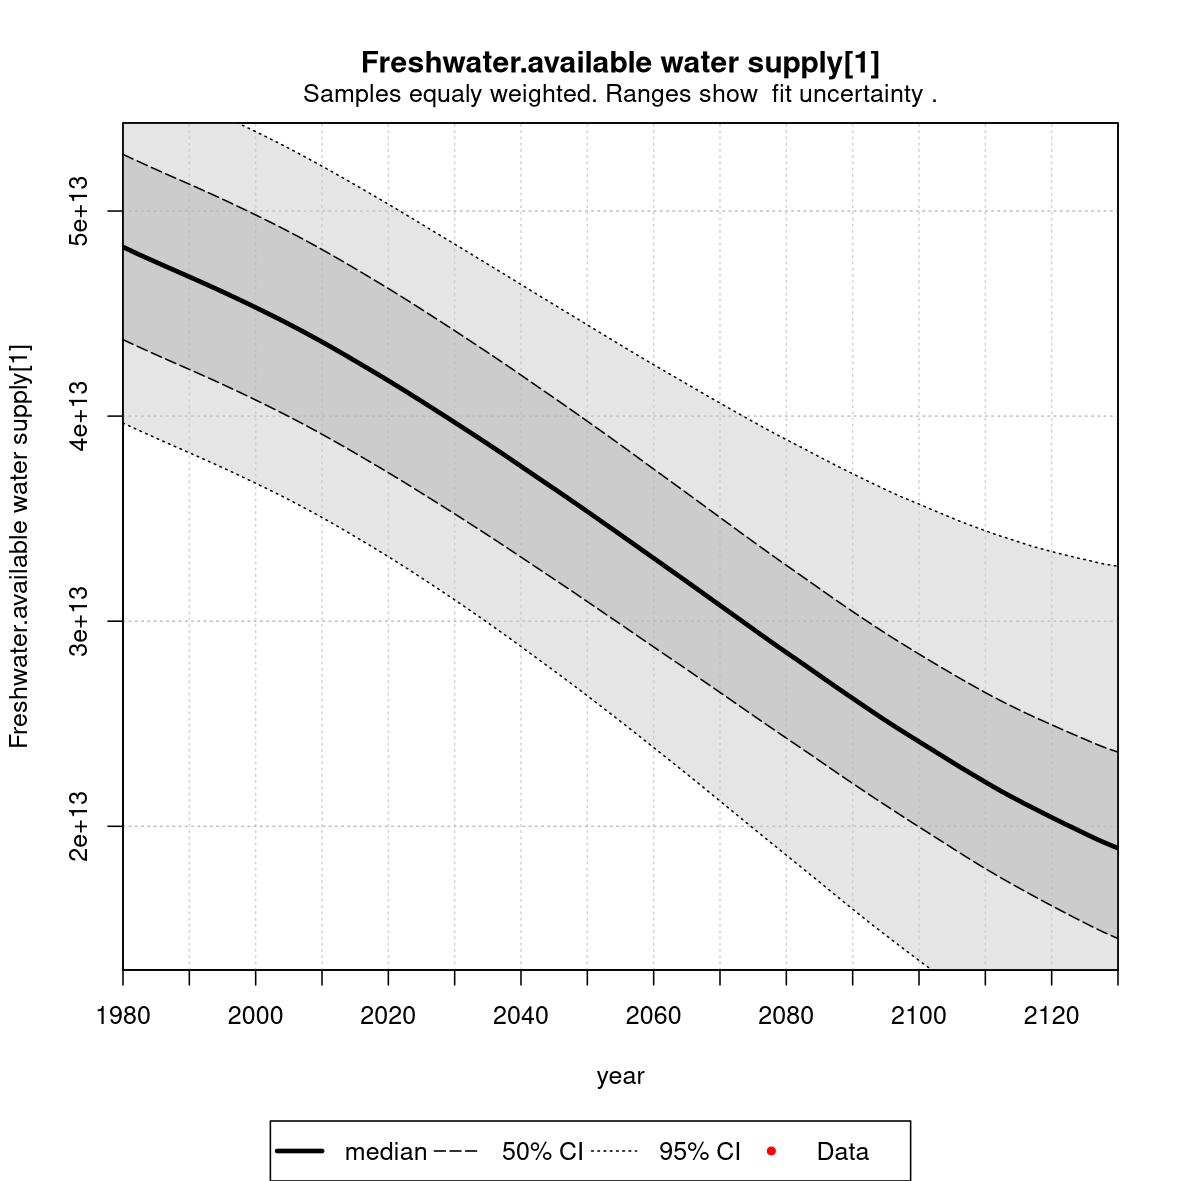 Freshwater.available water supply[1]
Samples equaly weighted. Ranges show  fit uncertainty .
Freshwater.available water supply[1]
5e+13
4e+13
3e+13
2e+13
1980 2000 2020 2040 2060 2080 2100 2120
year
median 50% CI 95% CI Data